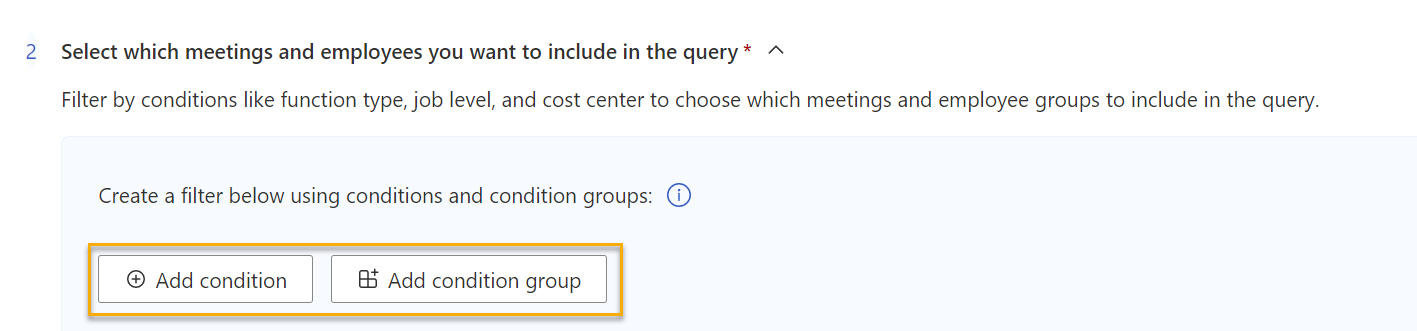 2 Select which meetings and employees you want to include in the query *
Filter by conditions like function type, job level, and cost center to choose which meetings and employee groups to include in the query.
Create a filter below using conditions and condition groups:
Add condition Add condition group